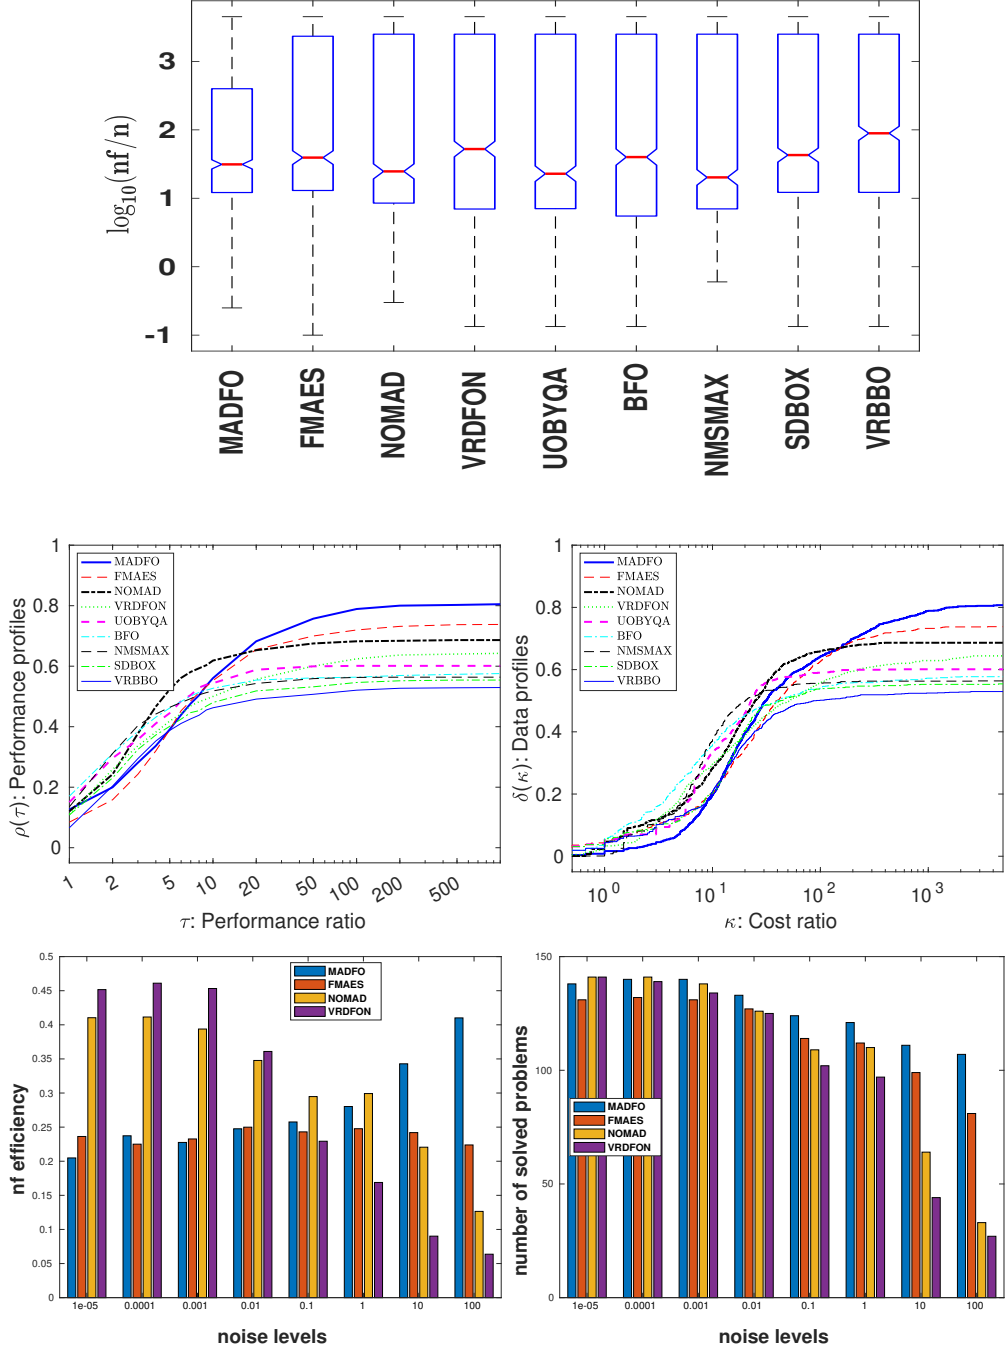 log10(nf/n)
3
2
1
0
-1
MADFO
FMAES
NOMAD
VRDFON
UOBYQA
BFO
NMSMAX
SDBOX
VRBBO
ρ(τ): Performance profiles
1
0.8
0.6
0.4
0.2
0
MADFO
FMAES
NOMAD
VRDFON
UOBYQA
BFO
NMSMAX
SDBOX
VRBBO
1 2 5 10 20 50 100 200 500
τ: Performance ratio
δ(κ): Data profiles
1
0.8
0.6
0.4
0.2
0
MADFO
FMAES
NOMAD
VRDFON
UOBYQA
BFO
NMSMAX
SDBOX
VRBBO
10^0 10^1 10^2 10^3
κ: Cost ratio
nf efficiency
0.5
0.45
0.4
0.35
0.3
0.25
0.2
0.15
0.1
0.05
0
MADFO
FMAES
NOMAD
VRDFON
1e-05 0.0001 0.001 0.01 0.1 1 10 100
noise levels
number of solved problems
150
100
50
0
MADFO
FMAES
NOMAD
VRDFON
1e-05 0.0001 0.001 0.01 0.1 1 10 100
noise levels